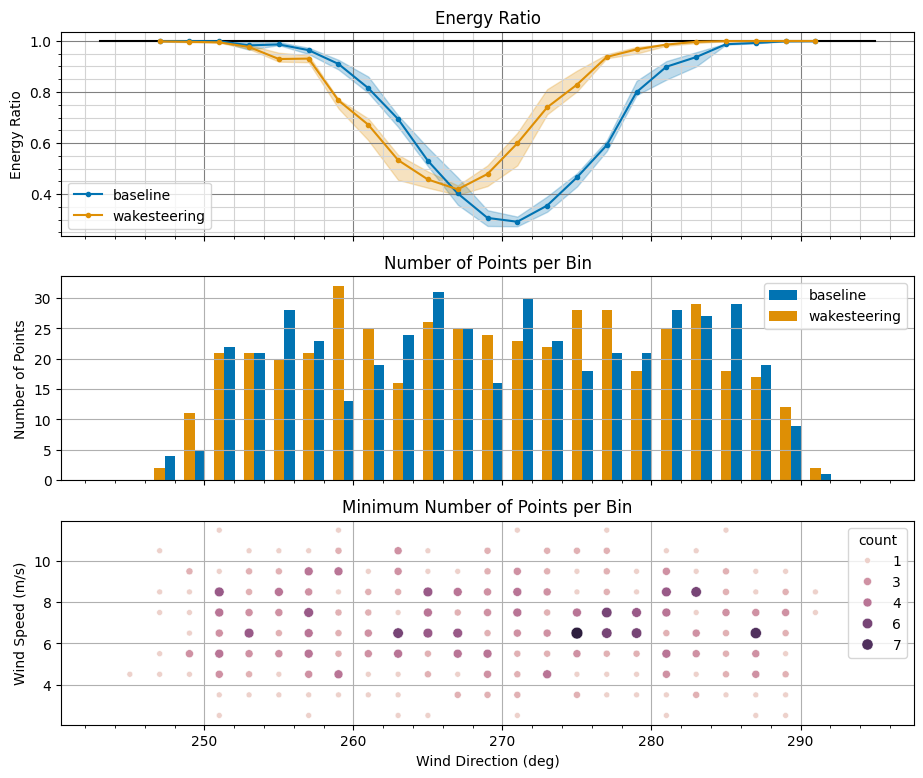 Energy Ratio
1.0
0.8
0.6
0.4
Energy Ratio
baseline
wakesteering
Number of Points per Bin
30
25
20
15
10
5
0
Number of Points
baseline
wakesteering
Minimum Number of Points per Bin
10
8
6
4
Wind Speed (m/s)
count
1
3
4
6
7
250
260
270
280
290
Wind Direction (deg)